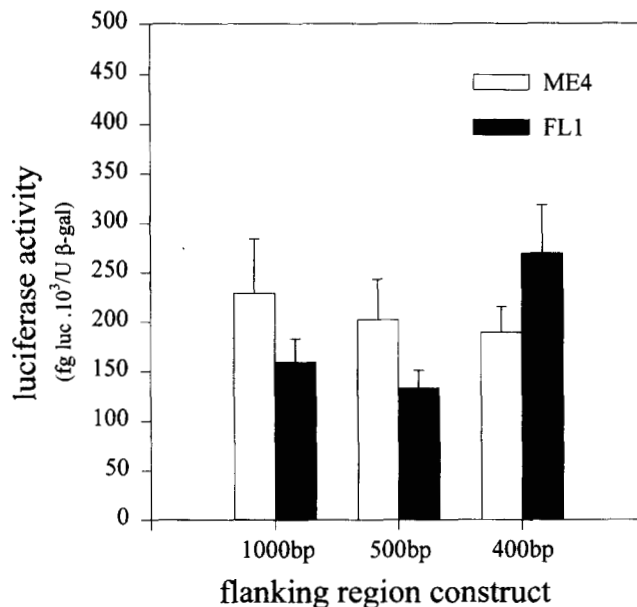 500
450
400
350
300
250
200
150
100
50
0
luciferase activity
(fg luc .10³/U β-gal)
ME4
FL1
1000bp
500bp
400bp
flanking region construct